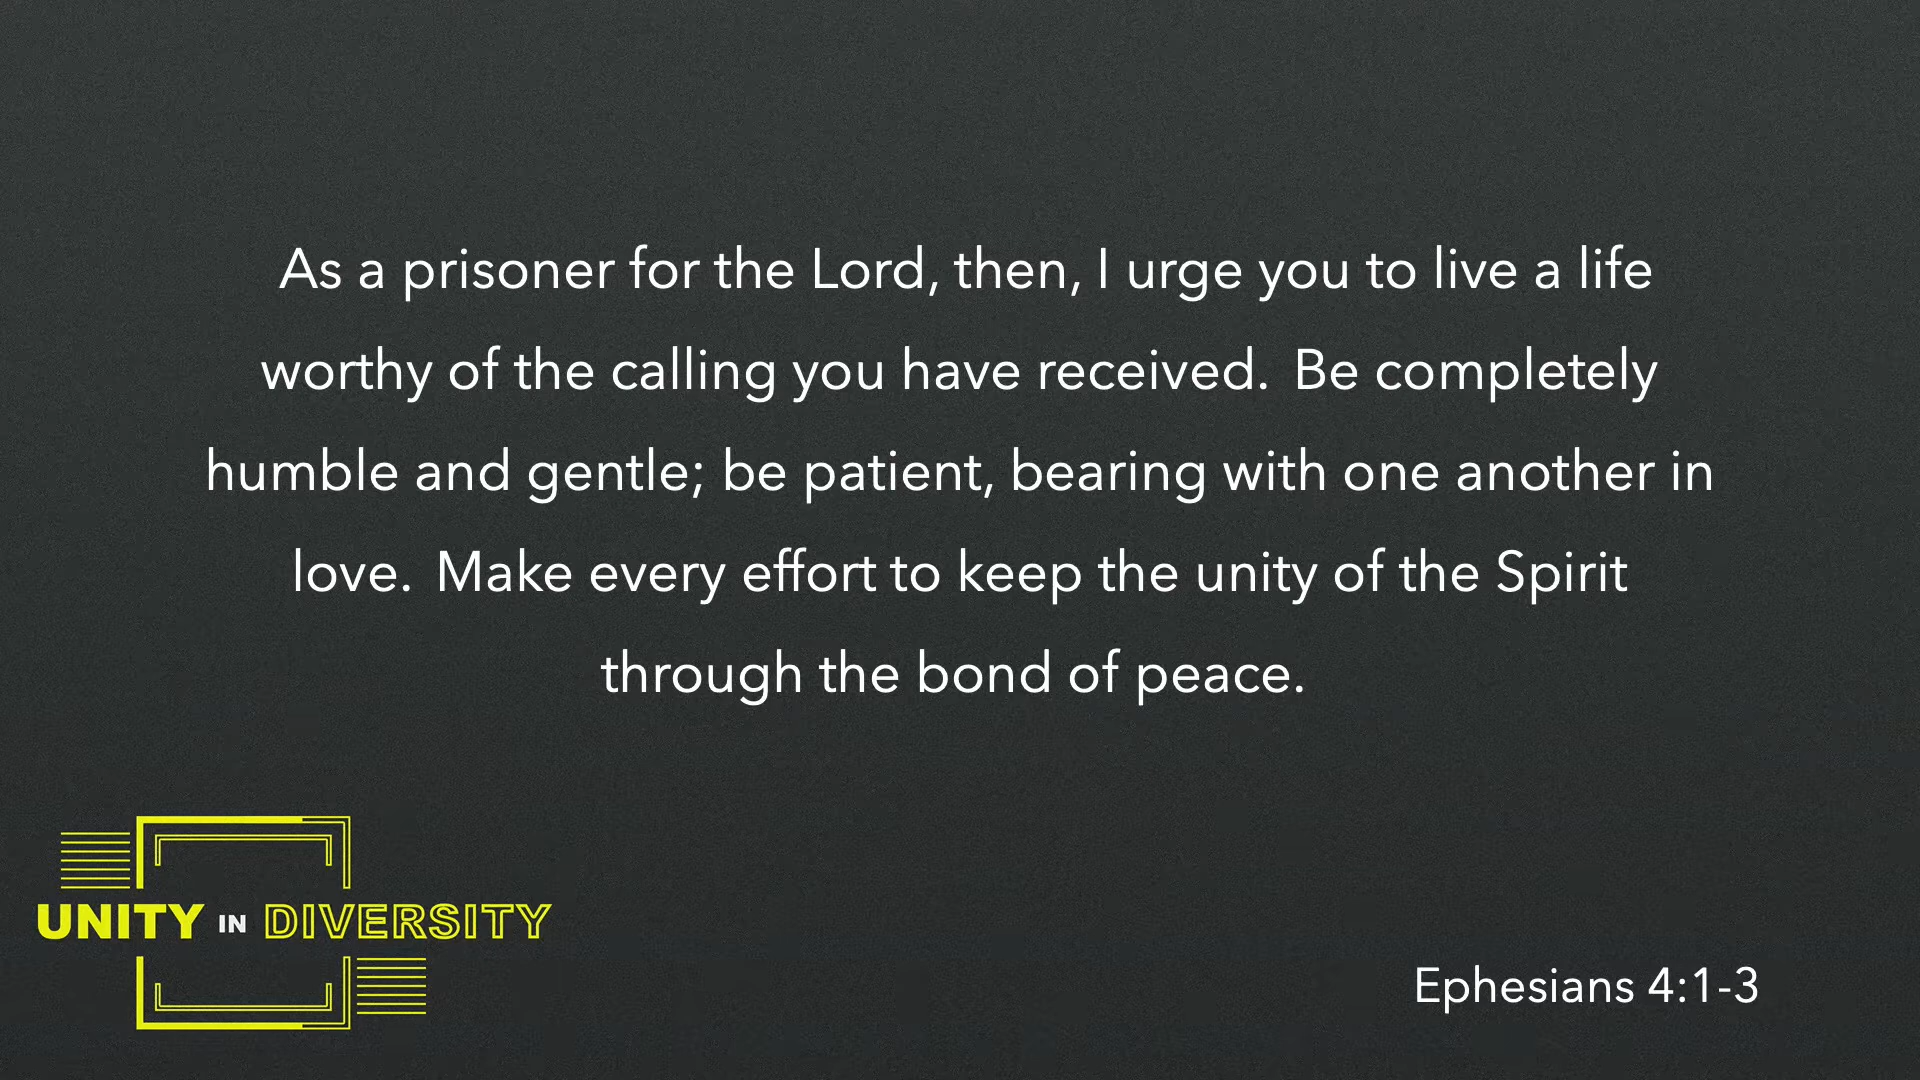 As a prisoner for the Lord, then, I urge you to live a life
worthy of the calling you have received. Be completely
humble and gentle; be patient, bearing with one another in
love. Make every effort to keep the unity of the Spirit
through the bond of peace.
UNITY IN DIVERSITY
Ephesians 4:1-3